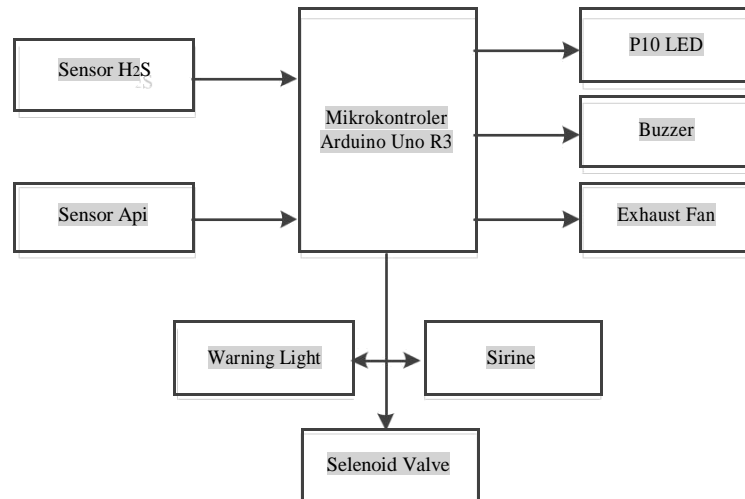 Sensor H2S
Sensor Api
Mikrokontroler
Arduino Uno R3
P10 LED
Buzzer
Exhaust Fan
Warning Light
Sirine
Selenoid Valve